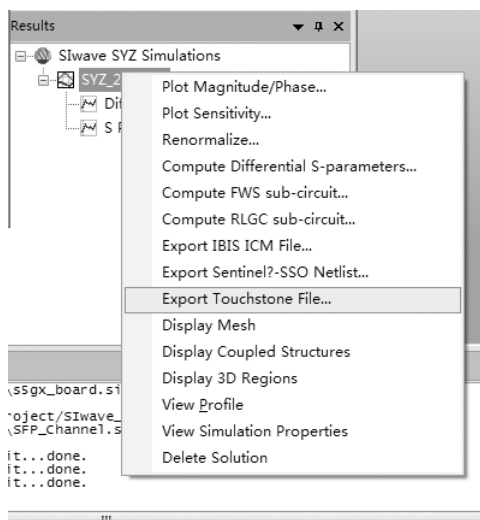 Results
SIwave SYZ Simulations
SYZ_2
Plot Magnitude/Phase...
Plot Sensitivity...
Renormalize...
Compute Differential S-parameters...
Compute FWS sub-circuit...
Compute RLGC sub-circuit...
Export IBIS ICM File...
Export Sentinel?-SSO Netlist...
Export Touchstone File...
Display Mesh
Display Coupled Structures
Display 3D Regions
View Profile
View Simulation Properties
Delete Solution
\s5gx_board.si
roject/SIwave_
\SFP_Channel.s
it...done.
it...done.
it...done.